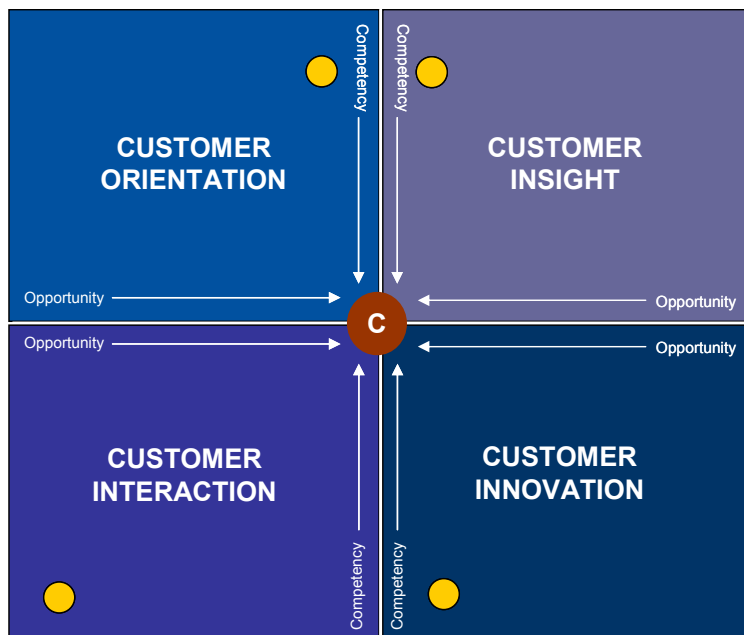 Competency
Competency
CUSTOMER
ORIENTATION
CUSTOMER
INSIGHT
Opportunity
Opportunity
C
Opportunity
Opportunity
CUSTOMER
INTERACTION
CUSTOMER
INNOVATION
Competency
Competency